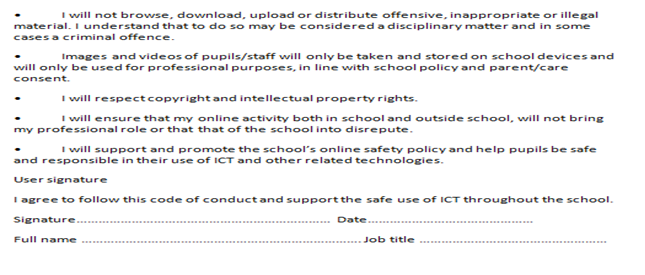 • I will not browse, download, upload or distribute offensive, inappropriate or illegal
material. I understand that to do so may be considered a disciplinary matter and in some
cases a criminal offence.
• Images and videos of pupils/staff will only be taken and stored on school devices and
will only be used for professional purposes, in line with school policy and parent/care
consent.
• I will respect copyright and intellectual property rights.
• I will ensure that my online activity both in school and outside school, will not bring
my professional role or that that of the school into disrepute.
• I will support and promote the school's online safety policy and help pupils be safe
and responsible in their use of ICT and other related technologies.
User signature
I agree to follow this code of conduct and support the safe use of ICT throughout the school.
Signature.................................................................. Date...........................................
Full name ......................................................................... Job title .................................................